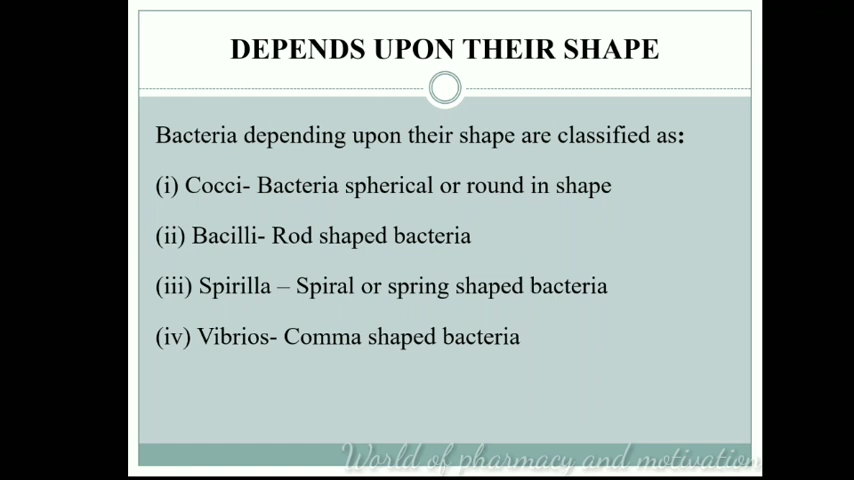 DEPENDS UPON THEIR SHAPE
Bacteria depending upon their shape are classified as:
(i) Cocci- Bacteria spherical or round in shape
(ii) Bacilli- Rod shaped bacteria
(iii) Spirilla – Spiral or spring shaped bacteria
(iv) Vibrios- Comma shaped bacteria
World of pharmacy and motivation